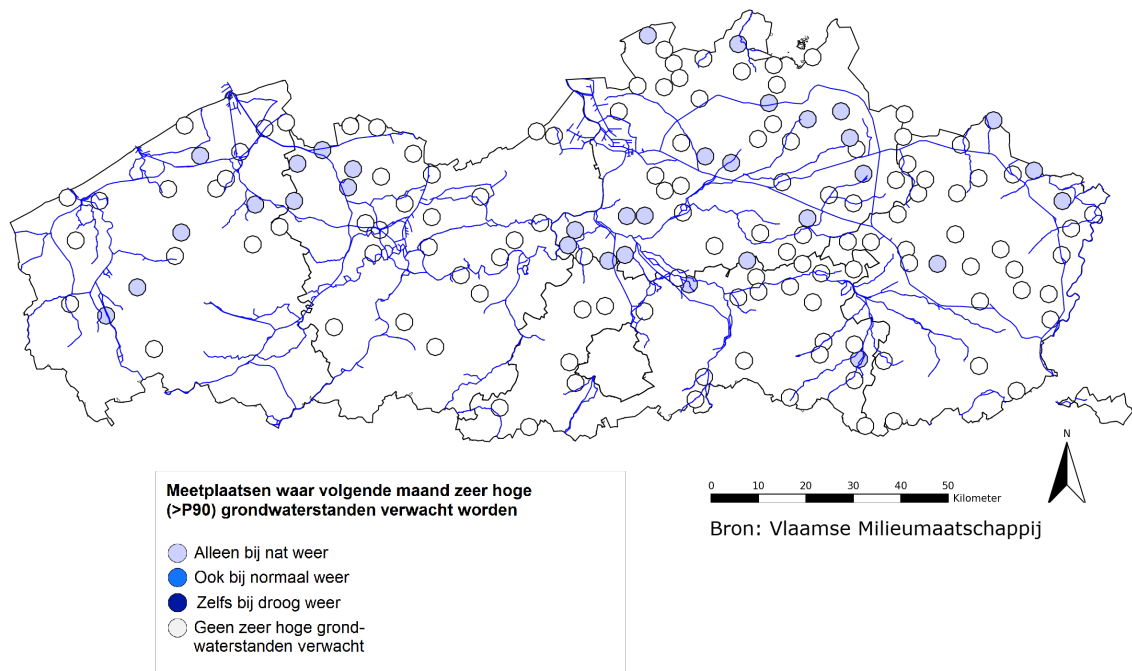 Meetplaatsen waar volgende maand zeer hoge
(>P90) grondwaterstanden verwacht worden
Alleen bij nat weer
Ook bij normaal weer
Zelfs bij droog weer
Geen zeer hoge grond-
waterstanden verwacht
N
0 10 20 30 40 50
Kilometer
Bron: Vlaamse Milieumaatschappij